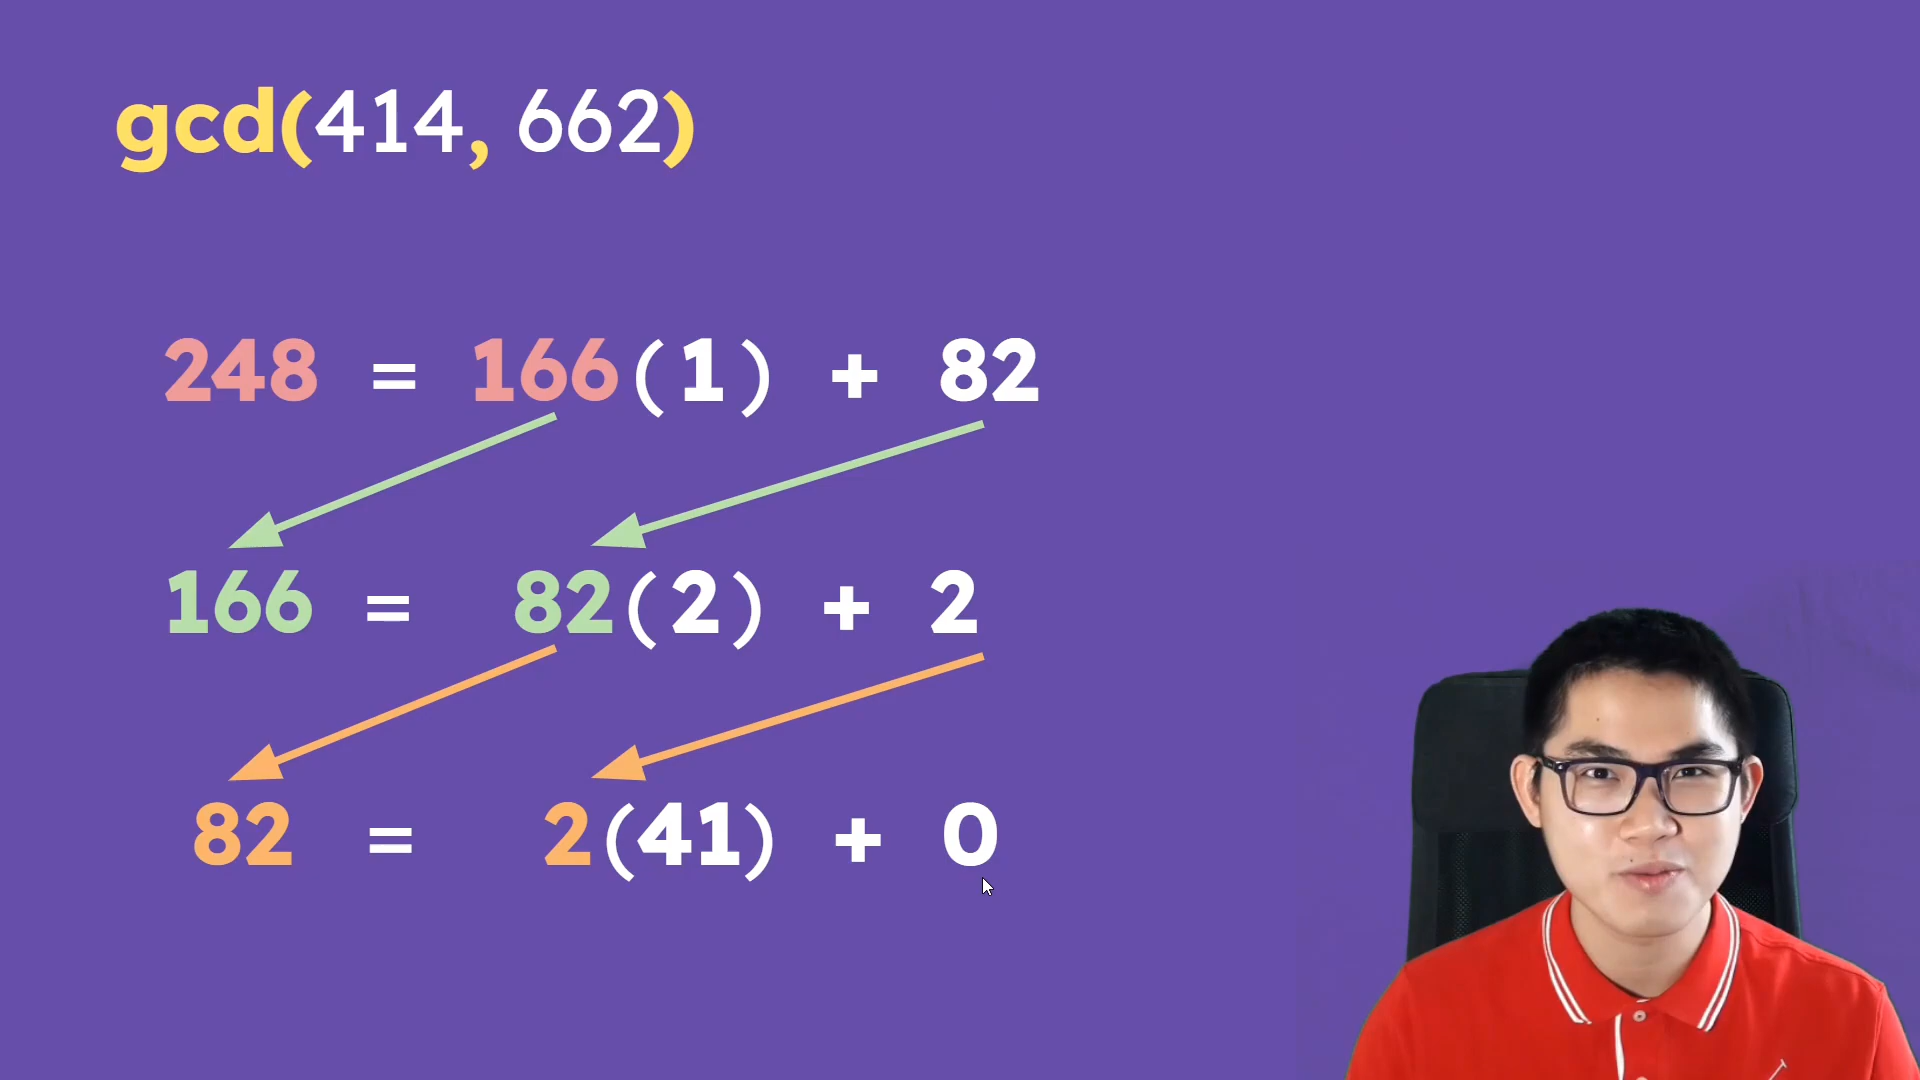 gcd(414, 662)
248 = 166(1) + 82
166 = 82(2) + 2
82 = 2(41) + 0